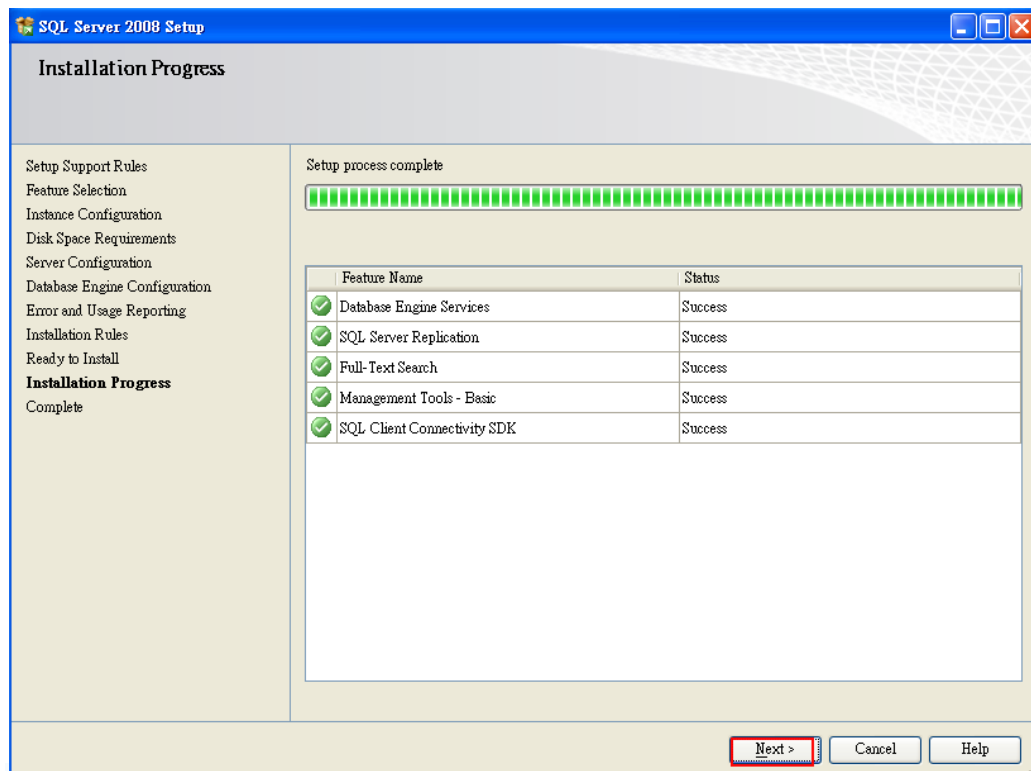 SQL Server 2008 Setup
Installation Progress
Setup Support Rules
Feature Selection
Instance Configuration
Disk Space Requirements
Server Configuration
Database Engine Configuration
Error and Usage Reporting
Installation Rules
Ready to Install
Installation Progress
Complete
Setup process complete
Feature Name Status
Database Engine Services Success
SQL Server Replication Success
Full-Text Search Success
Management Tools - Basic Success
SQL Client Connectivity SDK Success
Next > Cancel Help